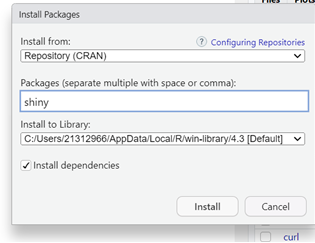 Files Plots
Install Packages
Install from:
? Configuring Repositories
Repository (CRAN)
Packages (separate multiple with space or comma):
shiny
Install to Library:
C:/Users/21312966/AppData/Local/R/win-library/4.3 [Default]
Install dependencies
Install
Cancel
curl